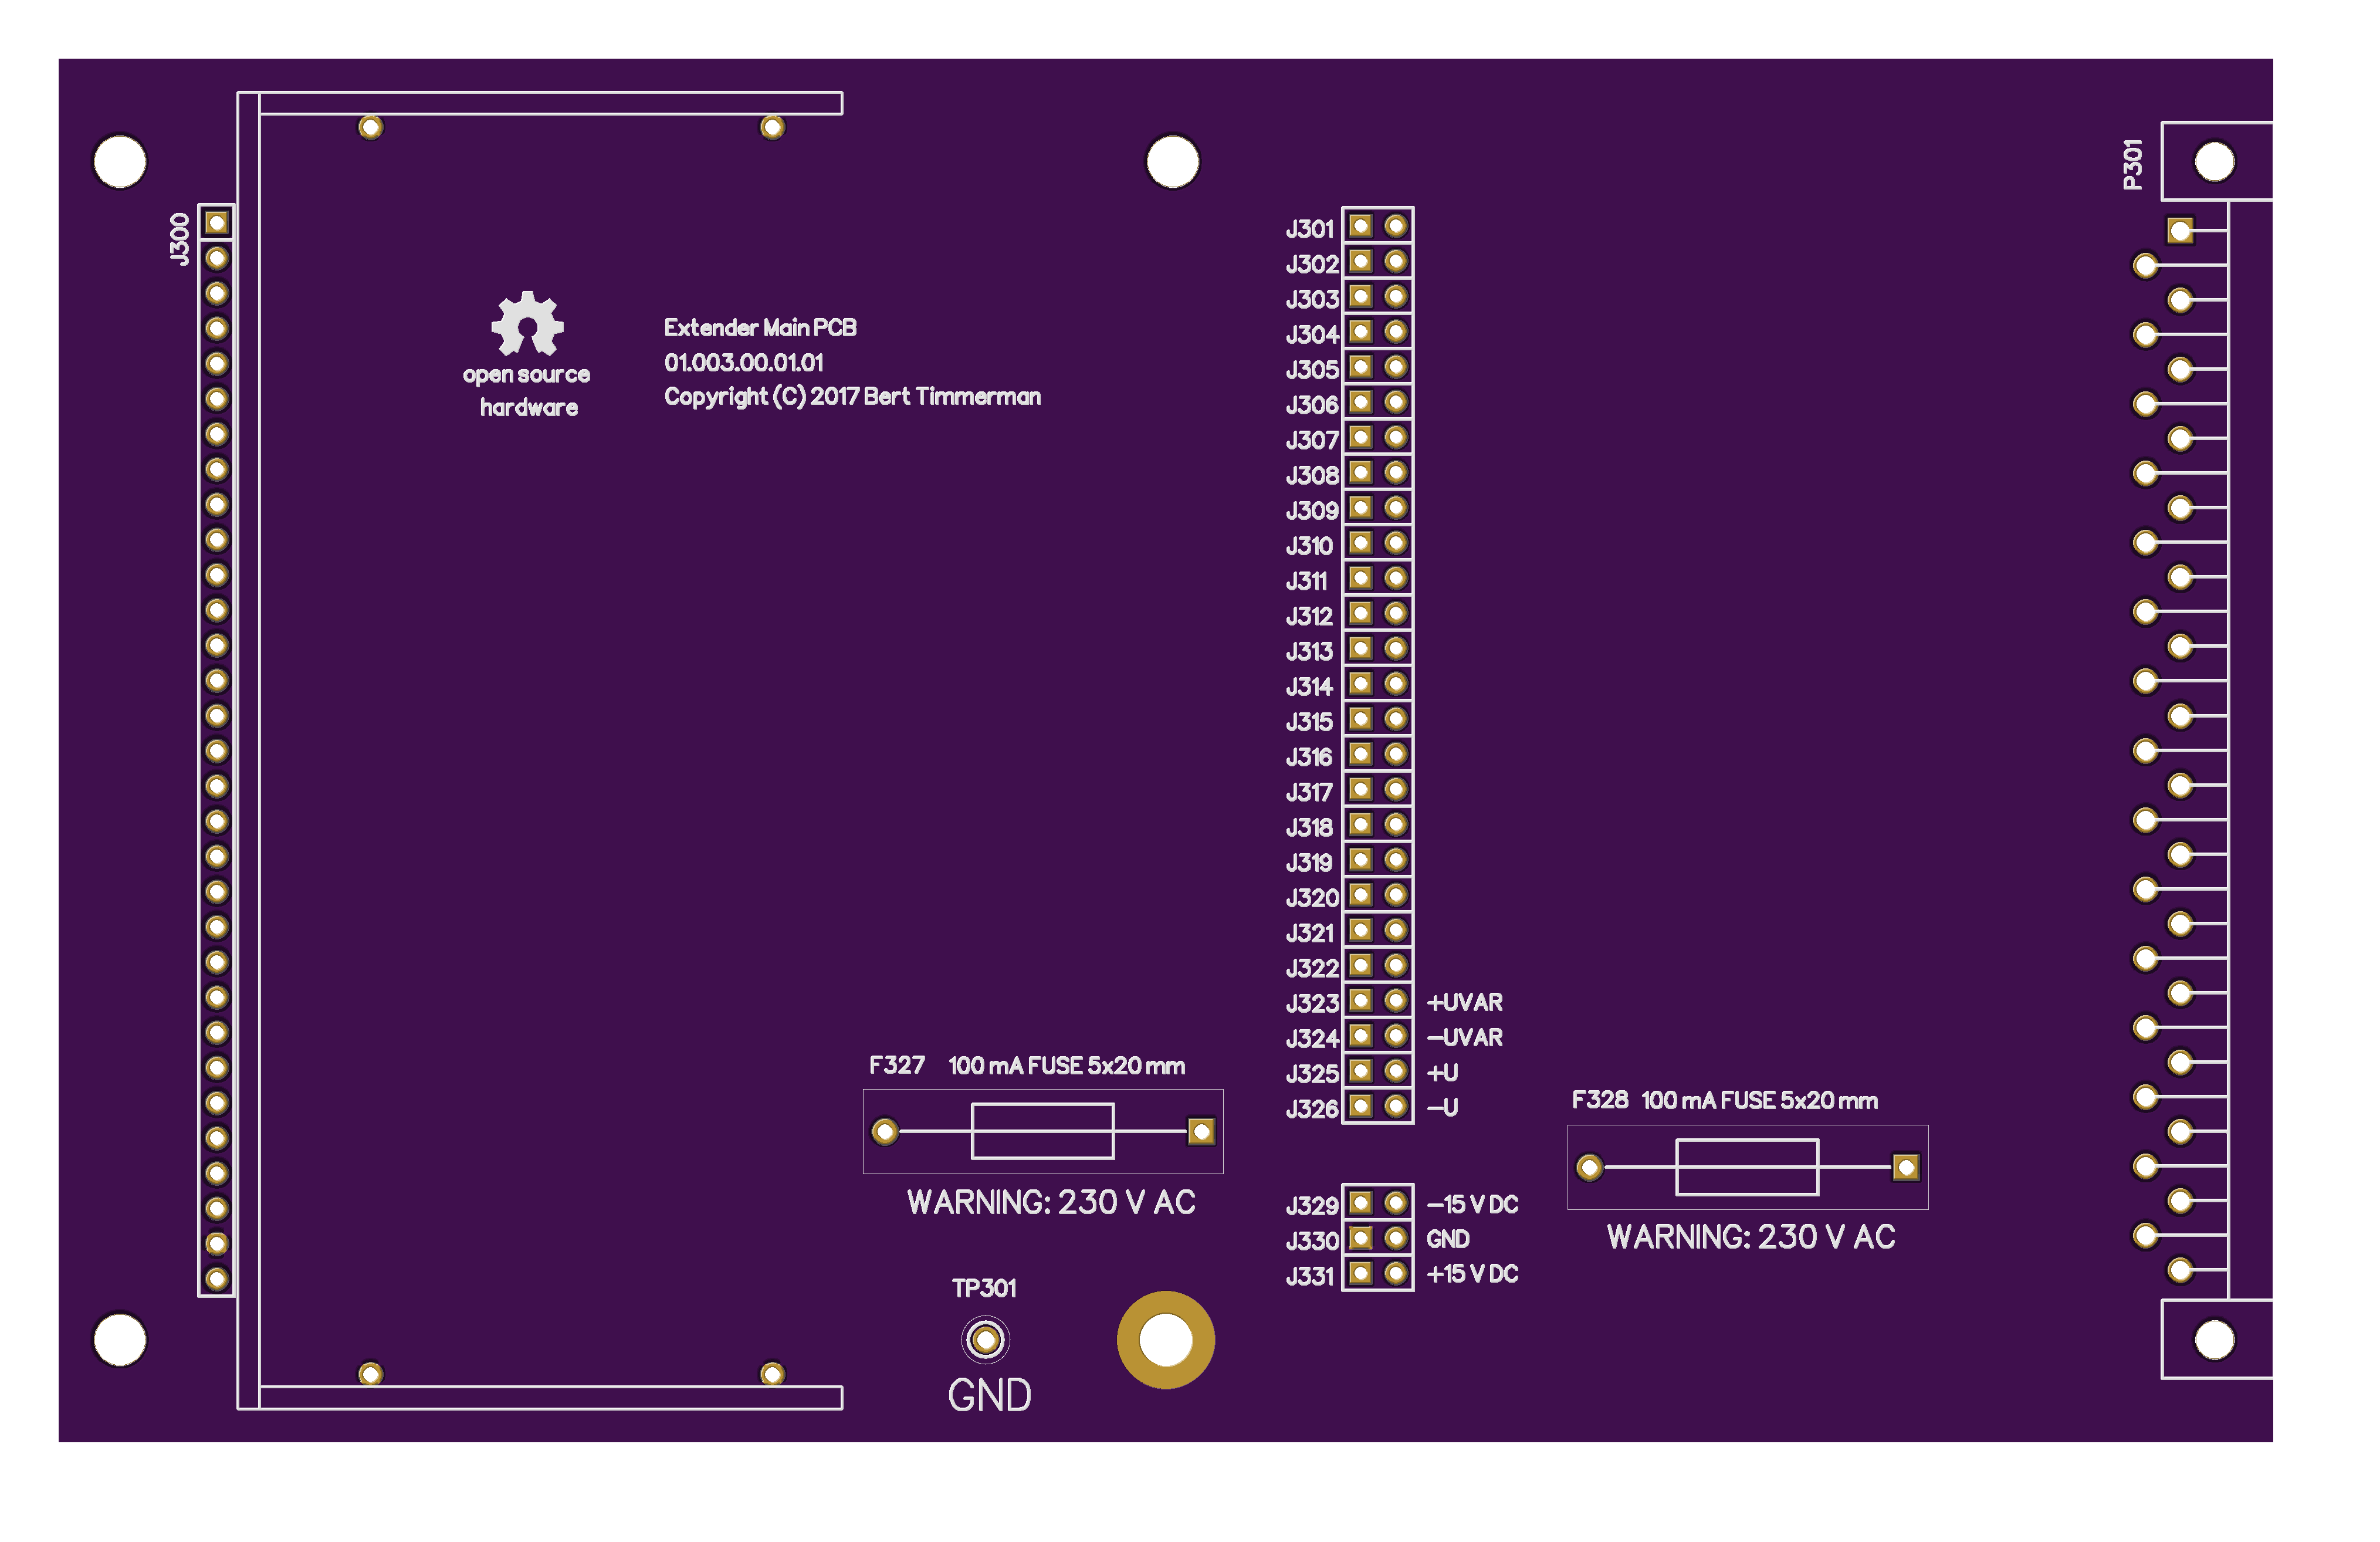 P301
J300
open source
hardware
Extender Main PCB
01.003.00.01.01
Copyright (C) 2017 Bert Timmerman
J301
J302
J303
J304
J305
J306
J307
J308
J309
J310
J311
J312
J313
J314
J315
J316
J317
J318
J319
J320
J321
J322
J323 +UVAR
J324 -UVAR
J325 +U
J326 -U
F327 100 mA FUSE 5x20 mm
WARNING: 230 V AC
F328 100 mA FUSE 5x20 mm
WARNING: 230 V AC
J329 -15 V DC
J330 GND
J331 +15 V DC
TP301
GND